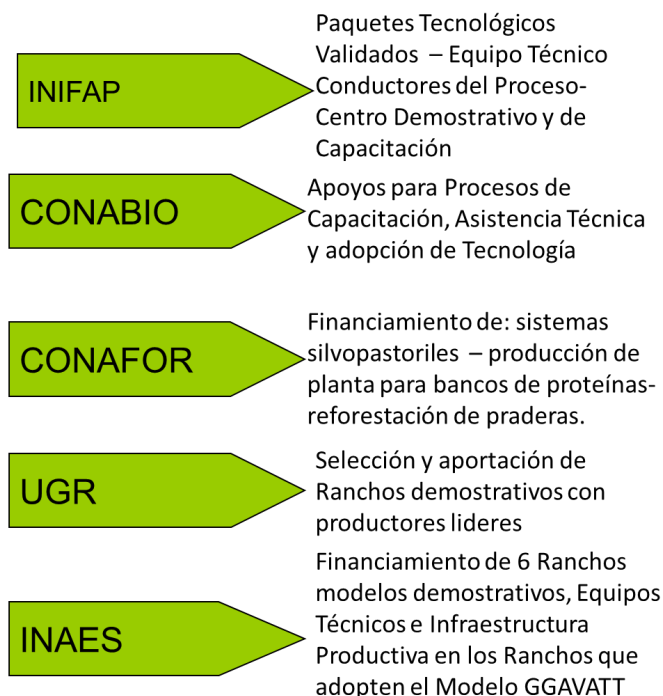 INIFAP
Paquetes Tecnológicos
Validados – Equipo Técnico
Conductores del Proceso-
Centro Demostrativo y de
Capacitación
CONABIO
Apoyos para Procesos de
Capacitación, Asistencia Técnica
y adopción de Tecnología
CONAFOR
Financiamiento de: sistemas
silvopastoriles – producción de
planta para bancos de proteínas-
reforestación de praderas.
UGR
Selección y aportación de
Ranchos demostrativos con
productores lideres
INAES
Financiamiento de 6 Ranchos
modelos demostrativos, Equipos
Técnicos e Infraestructura
Productiva en los Ranchos que
adopten el Modelo GGAVATT